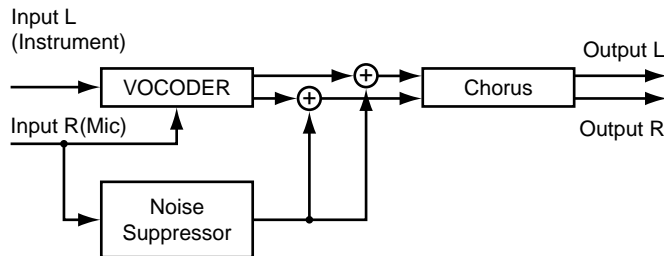 Input L
(Instrument)
Output L
VOCODER
+
+
Chorus
Input R(Mic)
Output R
Noise
Suppressor